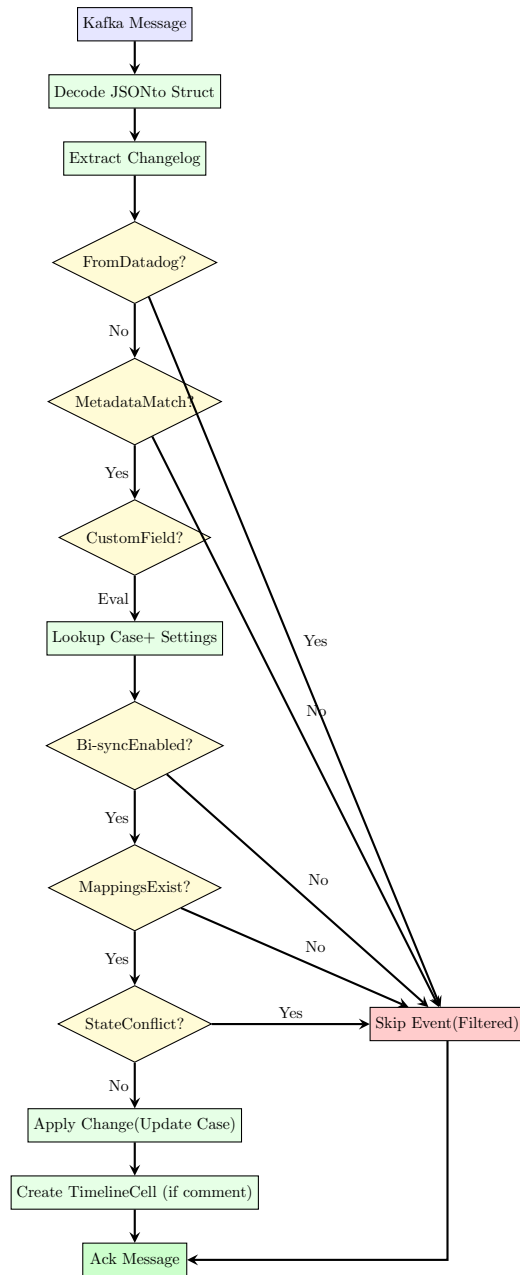 Kafka Message
Decode JSONto Struct
Extract Changelog
FromDatadog?
No
MetadataMatch?
Yes
CustomField?
Eval
Lookup Case+ Settings
Yes
No
Bi-syncEnabled?
Yes
No
MappingsExist?
No
Yes
StateConflict?
Yes
Skip Event(Filtered)
No
Apply Change(Update Case)
Create TimelineCell (if comment)
Ack Message